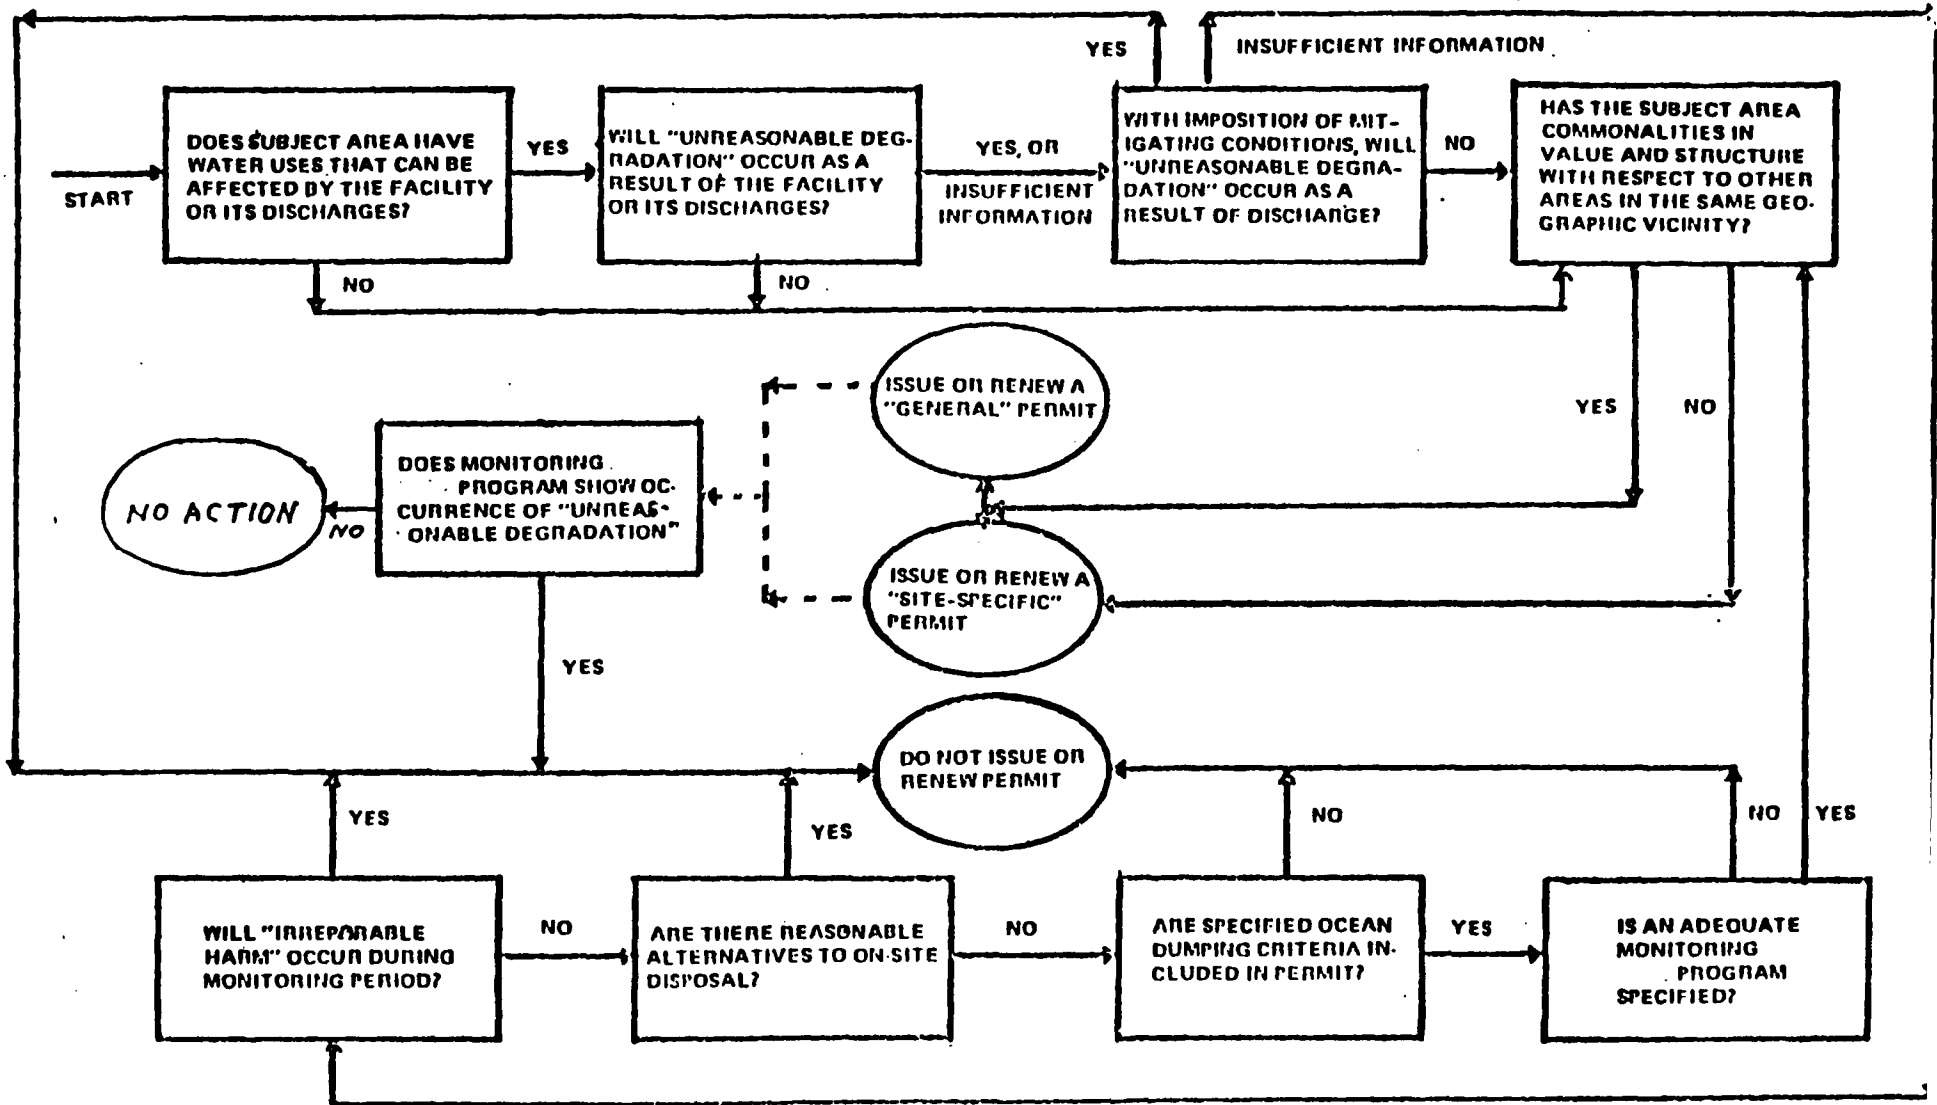 YES
INSUFFICIENT INFORMATION
DOES SUBJECT AREA HAVE
WATER USES THAT CAN BE
AFFECTED BY THE FACILITY
OR ITS DISCHARGES?
START
YES
NO
WILL "UNREASONABLE DEG-
RADATION" OCCUR AS A
RESULT OF THE FACILITY
OR ITS DISCHARGES?
YES, OR
INSUFFICIENT
INFORMATION
NO
WITH IMPOSITION OF MIT-
IGATING CONDITIONS, WILL
"UNREASONABLE DEGRA-
DATION" OCCUR AS A
RESULT OF DISCHARGE?
NO
HAS THE SUBJECT AREA
COMMONALITIES IN
VALUE AND STRUCTURE
WITH RESPECT TO OTHER
AREAS IN THE SAME GEO-
GRAPHIC VICINITY?
YES
NO
ISSUE OR RENEW A
"GENERAL" PERMIT
DOES MONITORING
PROGRAM SHOW OC-
CURRENCE OF "UNREAS-
ONABLE DEGRADATION"
NO ACTION
NO
YES
ISSUE OR RENEW A
"SITE-SPECIFIC"
PERMIT
DO NOT ISSUE OR
RENEW PERMIT
YES
YES
NO
NO
YES
WILL "IRREPARABLE
HARM" OCCUR DURING
MONITORING PERIOD?
NO
ARE THERE REASONABLE
ALTERNATIVES TO ON-SITE
DISPOSAL?
NO
ARE SPECIFIED OCEAN
DUMPING CRITERIA IN-
CLUDED IN PERMIT?
YES
IS AN ADEQUATE
MONITORING
PROGRAM
SPECIFIED?